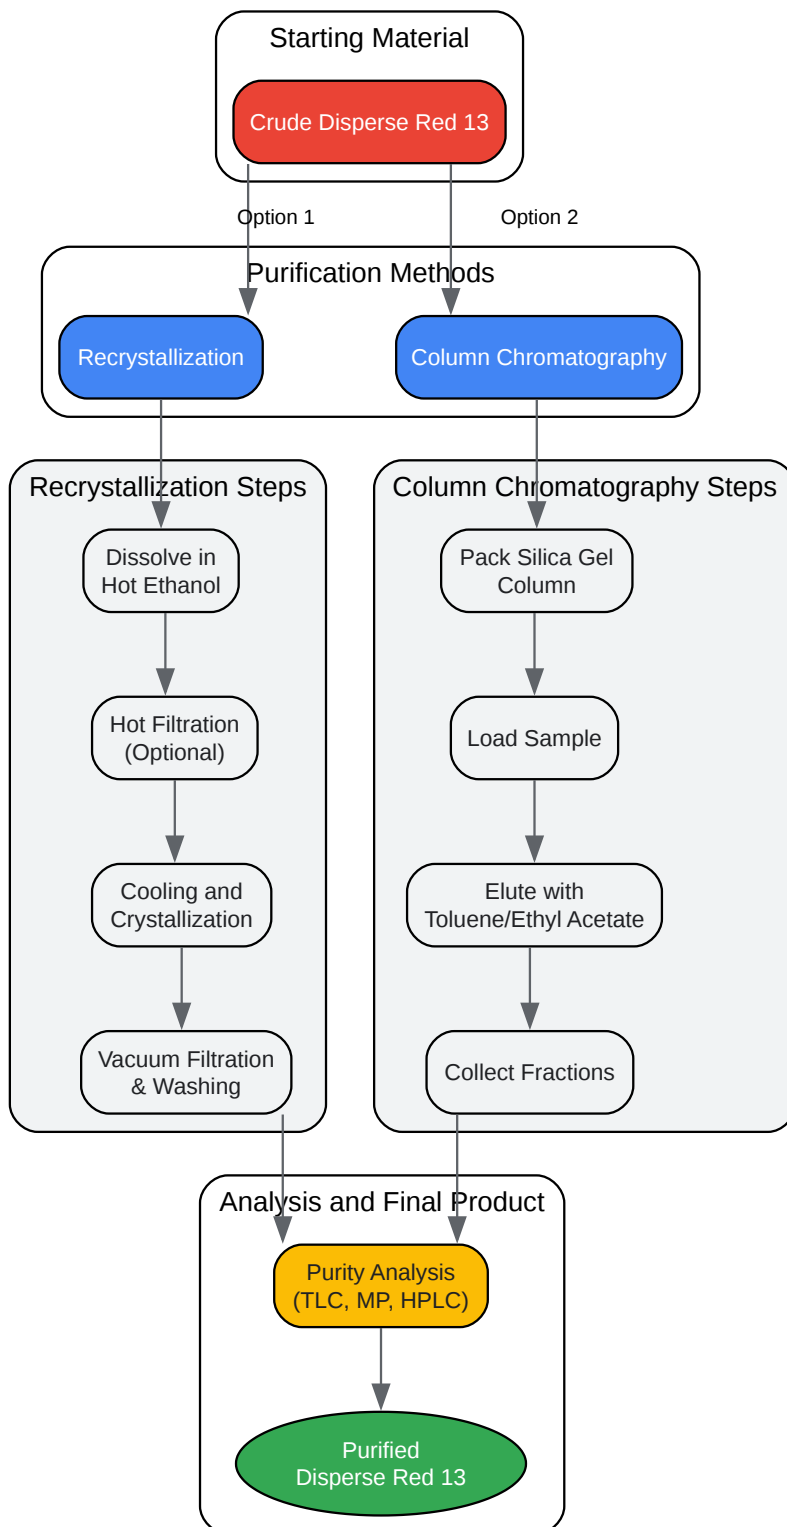 Starting Material
Crude Disperse Red 13
Option 1
Option 2
Purification Methods
Recrystallization
Column Chromatography
Recrystallization Steps
Dissolve in
Hot Ethanol
Hot Filtration
(Optional)
Cooling and
Crystallization
Vacuum Filtration
& Washing
Column Chromatography Steps
Pack Silica Gel
Column
Load Sample
Elute with
Toluene/Ethyl Acetate
Collect Fractions
Analysis and Final Product
Purity Analysis
(TLC, MP, HPLC)
Purified
Disperse Red 13